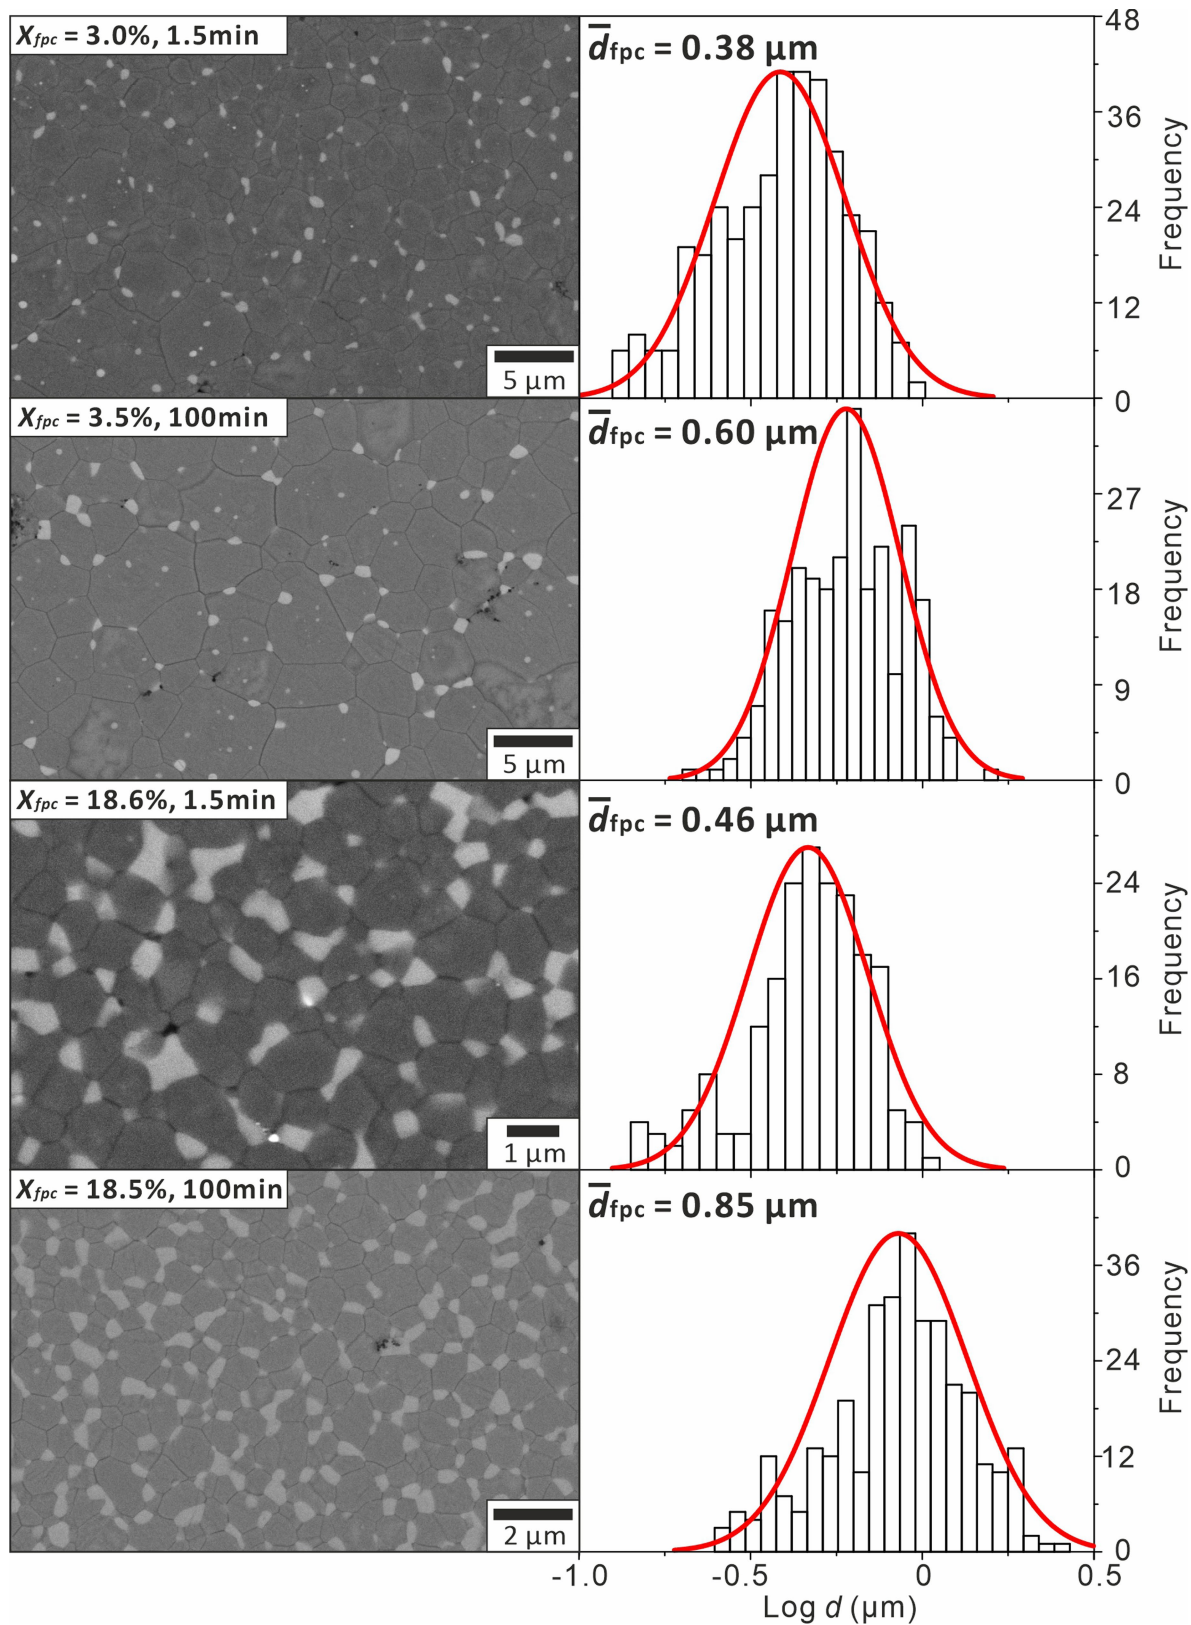 X_fpc = 3.0%, 1.5min
5 μm
d̅fpc = 0.38 μm
48
36
24
12
0
Frequency
X_fpc = 3.5%, 100min
5 μm
d̅fpc = 0.60 μm
27
18
9
0
Frequency
X_fpc = 18.6%, 1.5min
1 μm
d̅fpc = 0.46 μm
24
16
8
0
Frequency
X_fpc = 18.5%, 100min
2 μm
d̅fpc = 0.85 μm
36
24
12
0
Frequency
-1.0 -0.5 0 0.5
Log d (μm)